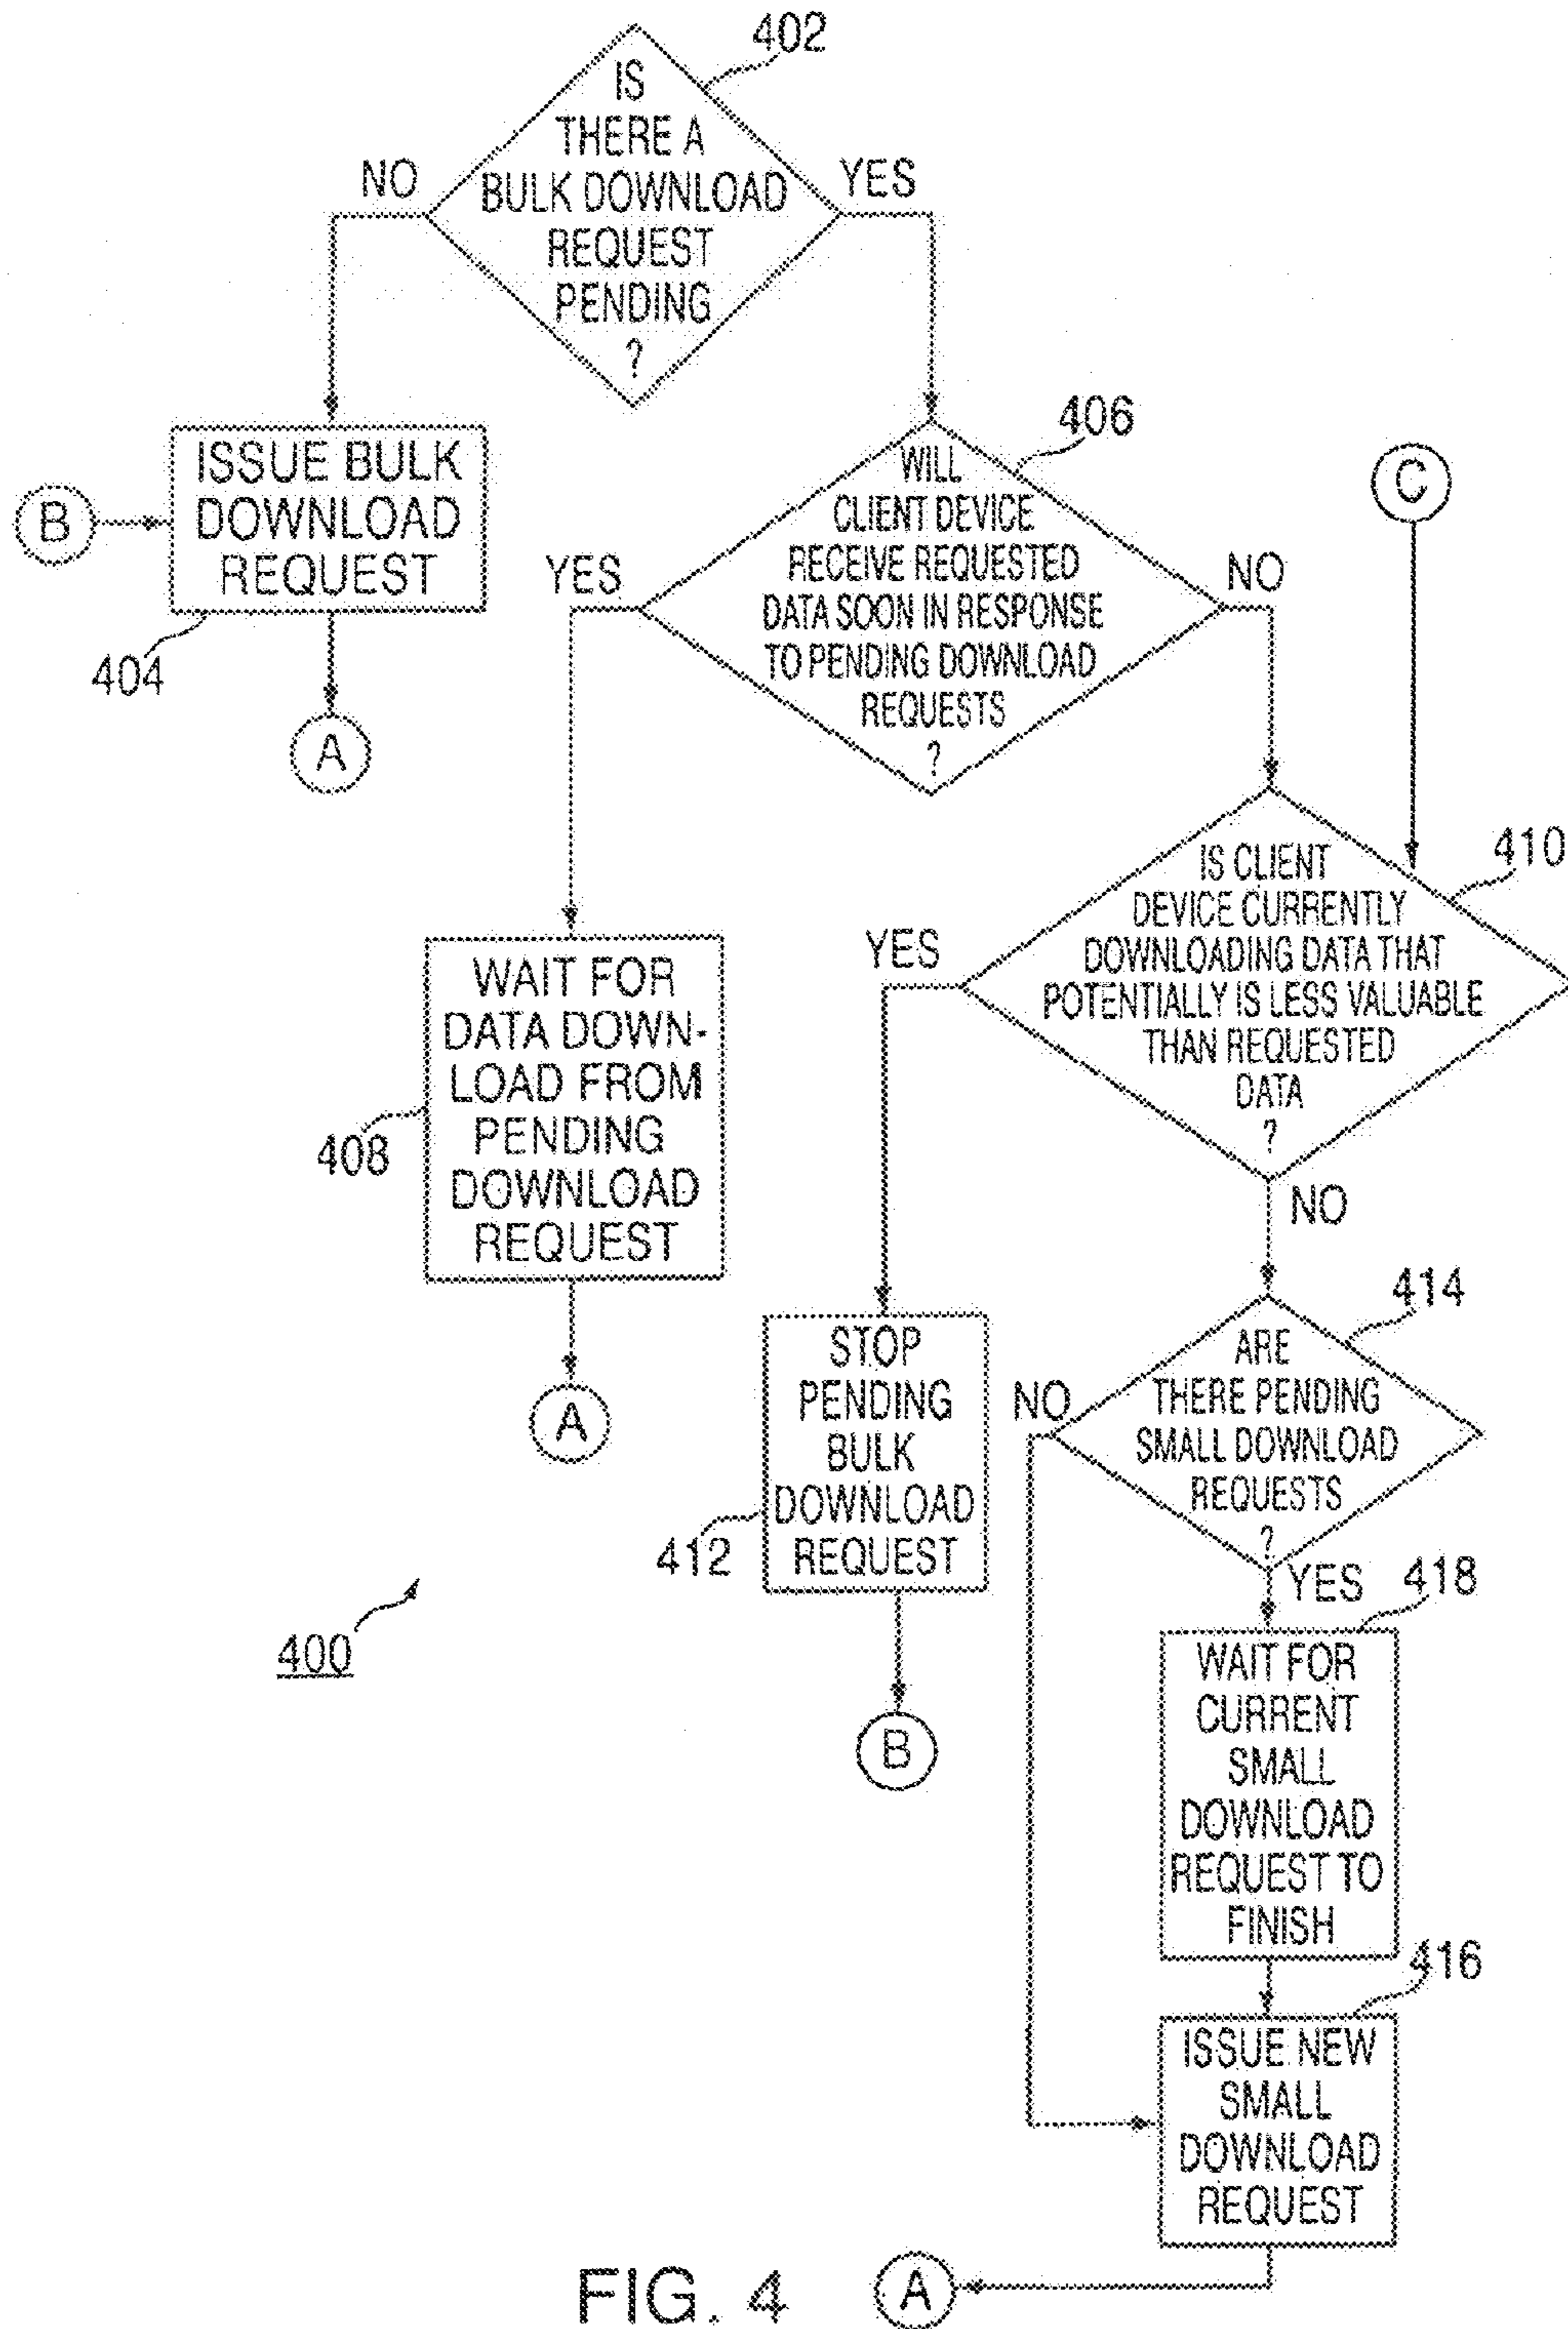 402
IS
THERE A
BULK DOWNLOAD
REQUEST
PENDING
?
NO
YES
406
WILL
CLIENT DEVICE
RECEIVE REQUESTED
DATA SOON IN RESPONSE
TO PENDING DOWNLOAD
REQUESTS
?
C
B
ISSUE BULK
DOWNLOAD
REQUEST
404
A
YES
NO
410
IS CLIENT
DEVICE CURRENTLY
DOWNLOADING DATA THAT
POTENTIALLY IS LESS VALUABLE
THAN REQUESTED
DATA
?
YES
NO
WAIT FOR
DATA DOWN-
LOAD FROM
PENDING
DOWNLOAD
REQUEST
408
A
414
ARE
THERE PENDING
SMALL DOWNLOAD
REQUESTS
?
NO
YES
STOP
PENDING
BULK
DOWNLOAD
REQUEST
412
B
418
WAIT FOR
CURRENT
SMALL
DOWNLOAD
REQUEST TO
FINISH
400
416
ISSUE NEW
SMALL
DOWNLOAD
REQUEST
A
FIG. 4